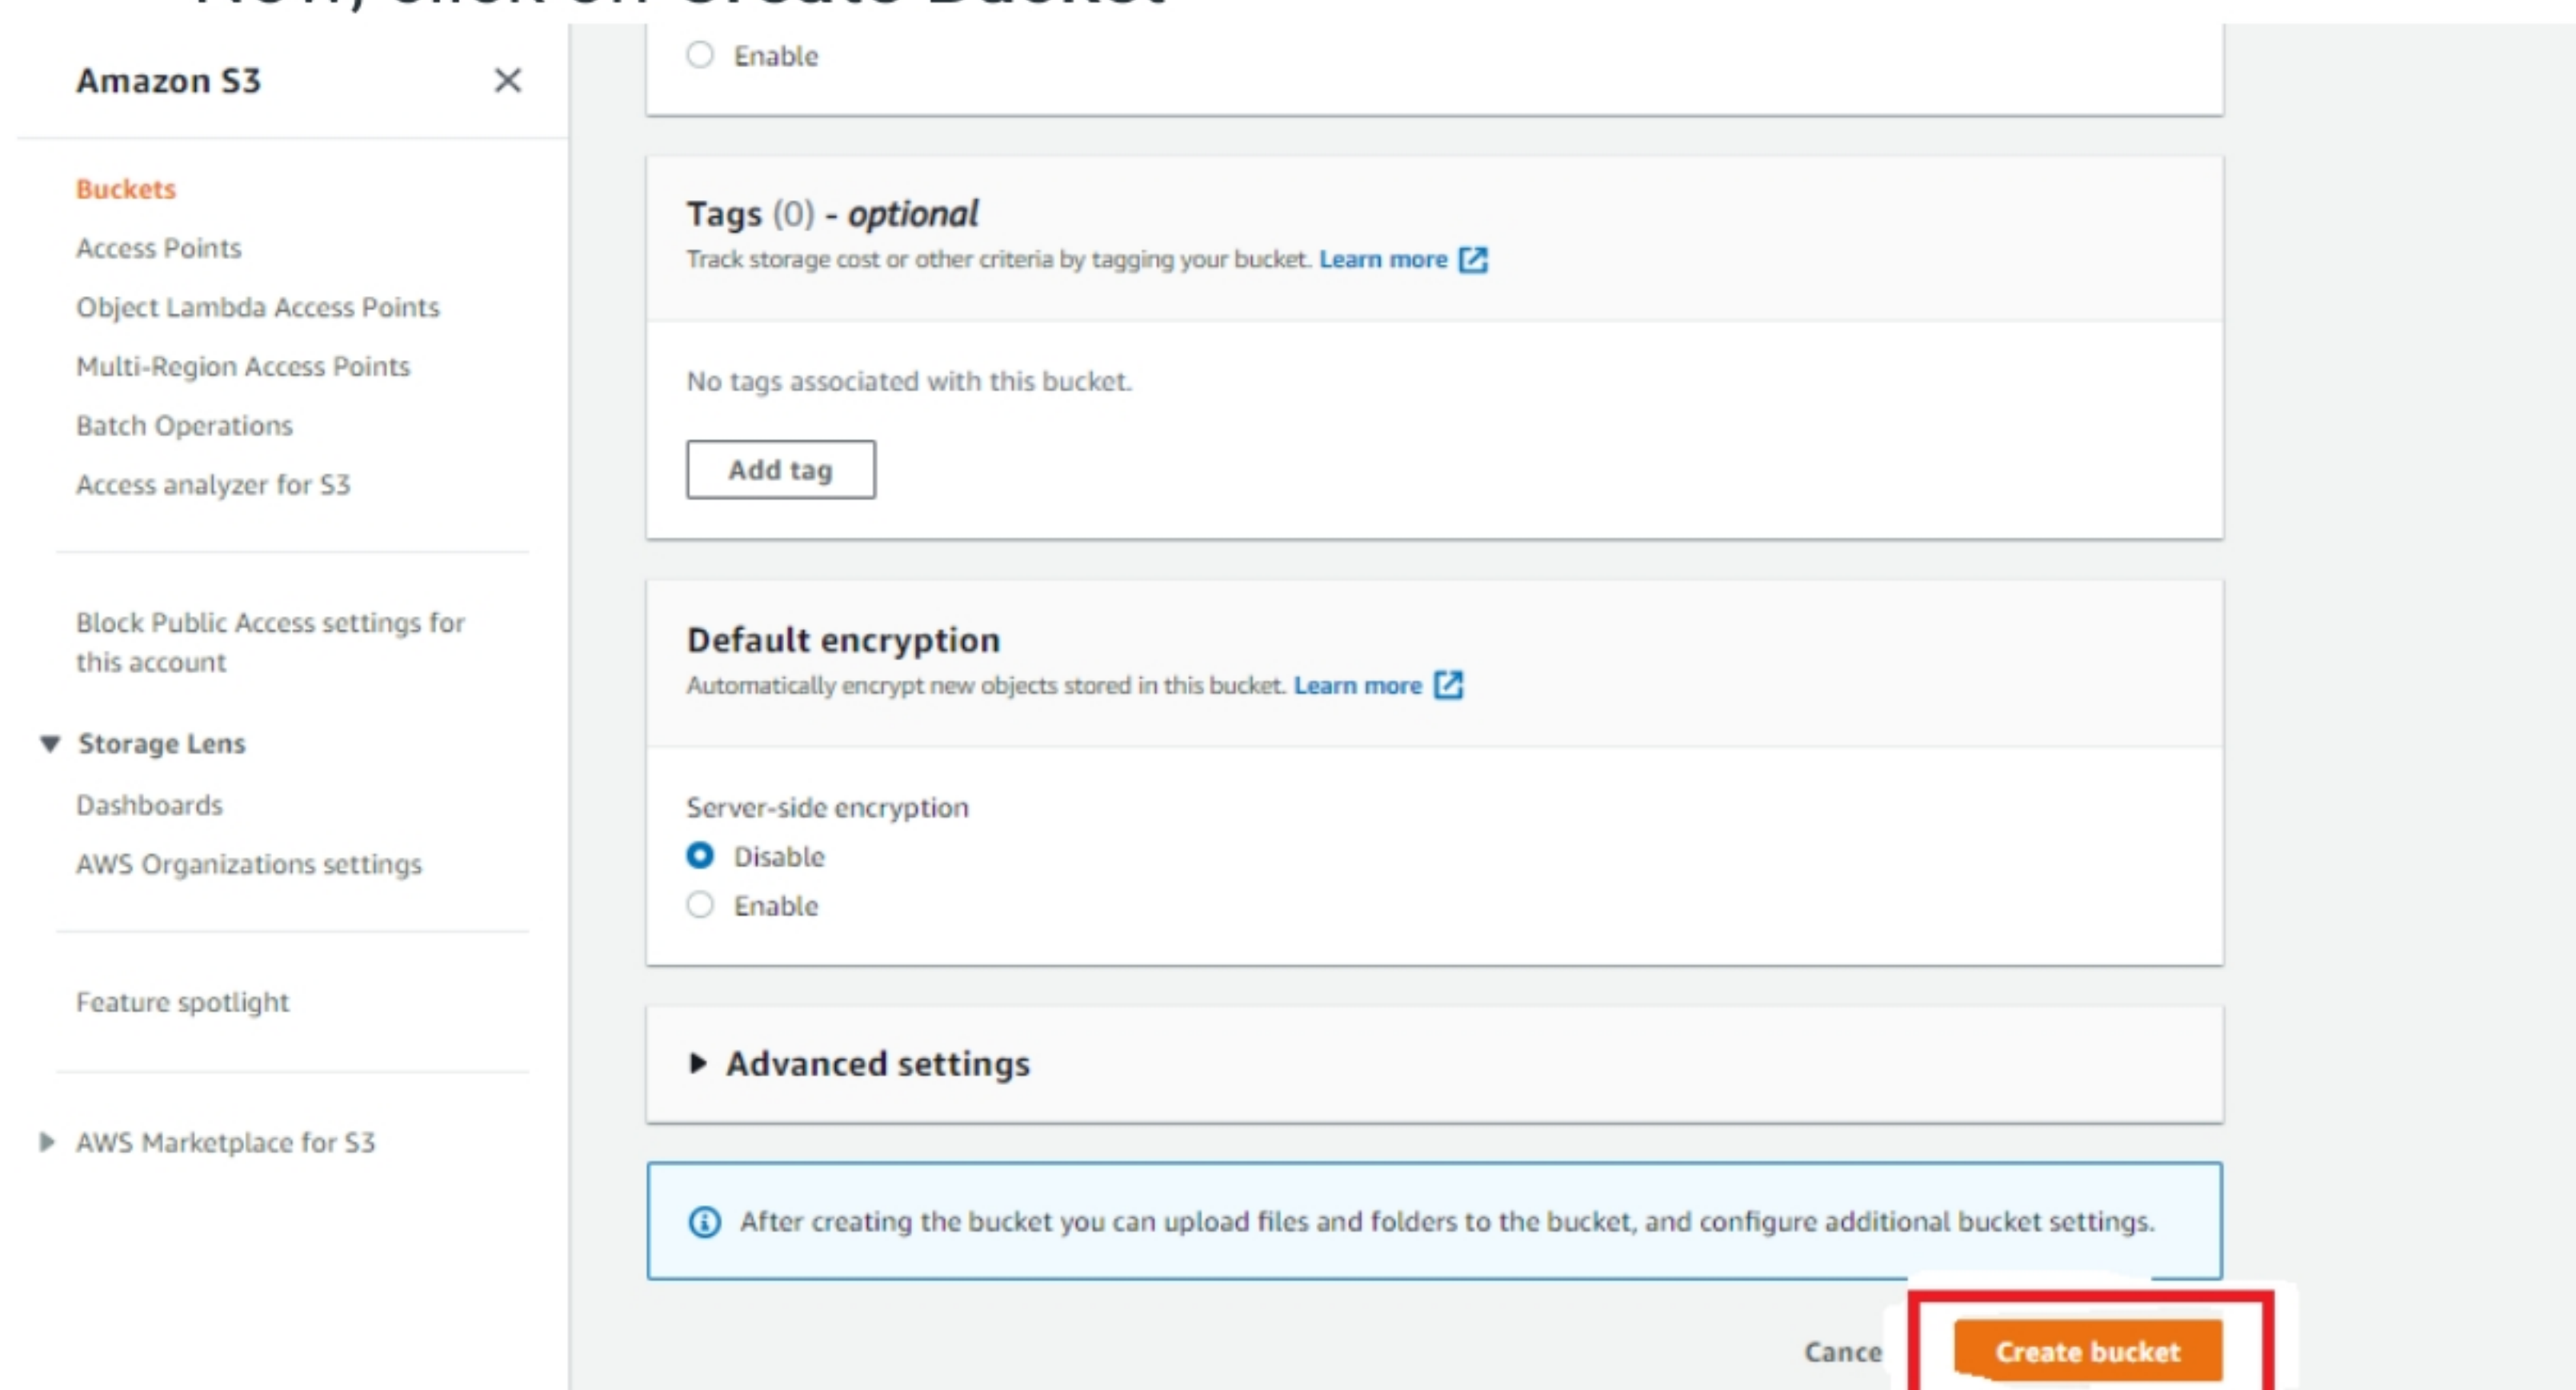 Now, click on Create Bucket
Amazon S3
Buckets
Access Points
Object Lambda Access Points
Multi-Region Access Points
Batch Operations
Access analyzer for S3
Block Public Access settings for
this account
Storage Lens
Dashboards
AWS Organizations settings
Feature spotlight
AWS Marketplace for S3
Enable
Tags (0) - optional
Track storage cost or other criteria by tagging your bucket. Learn more
No tags associated with this bucket.
Add tag
Default encryption
Automatically encrypt new objects stored in this bucket. Learn more
Server-side encryption
Disable
Enable
Advanced settings
After creating the bucket you can upload files and folders to the bucket, and configure additional bucket settings.
Cance
Create bucket